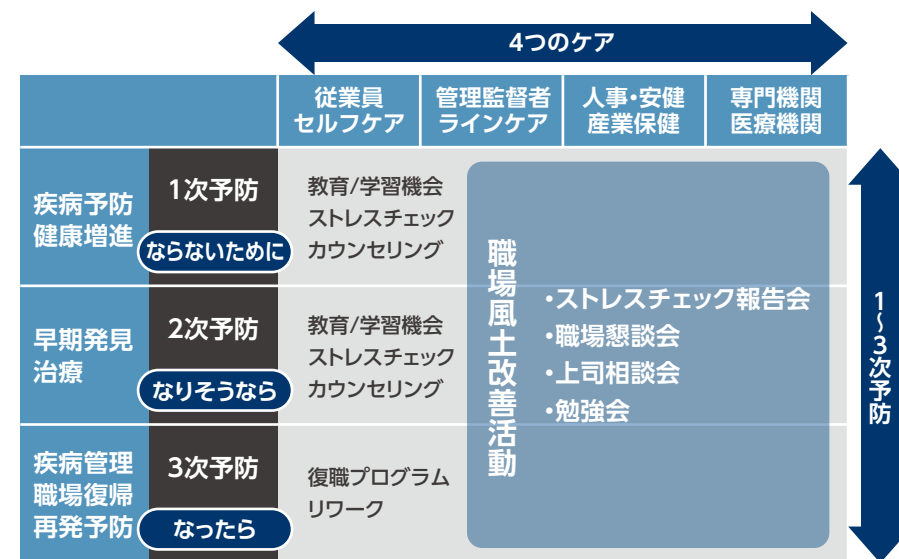 4つのケア
従業員
セルフケア
管理監督者
ラインケア
人事・安健
産業保健
専門機関
医療機関
疾病予防
健康増進
1次予防
ならないために
教育/学習機会
ストレスチェック
カウンセリング
早期発見
治療
2次予防
なりそうなら
教育/学習機会
ストレスチェック
カウンセリング
疾病管理
職場復帰
再発予防
3次予防
なったら
復職プログラム
リワーク
職場風土改善活動
・ストレスチェック報告会
・職場懇談会
・上司相談会
・勉強会
1〜3次予防